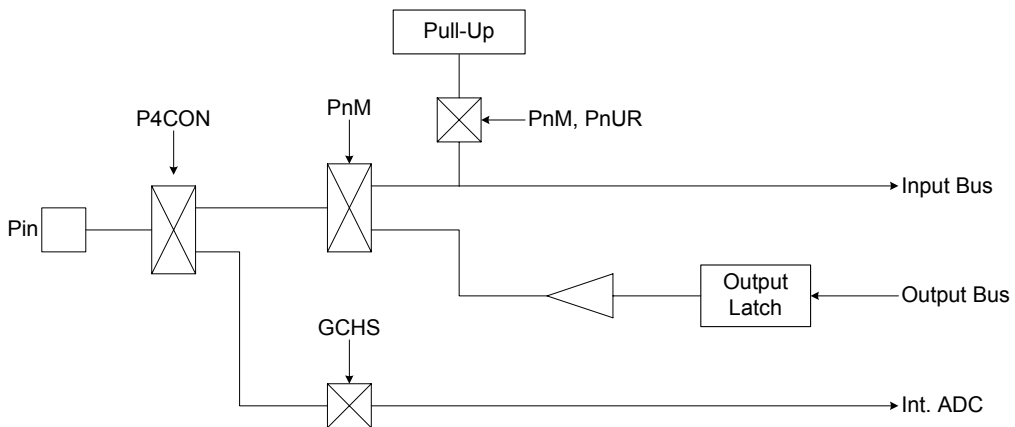 Pull-Up
PnM
P4CON
PnM, PnUR
Input Bus
Pin
Output
Latch
Output Bus
GCHS
Int. ADC